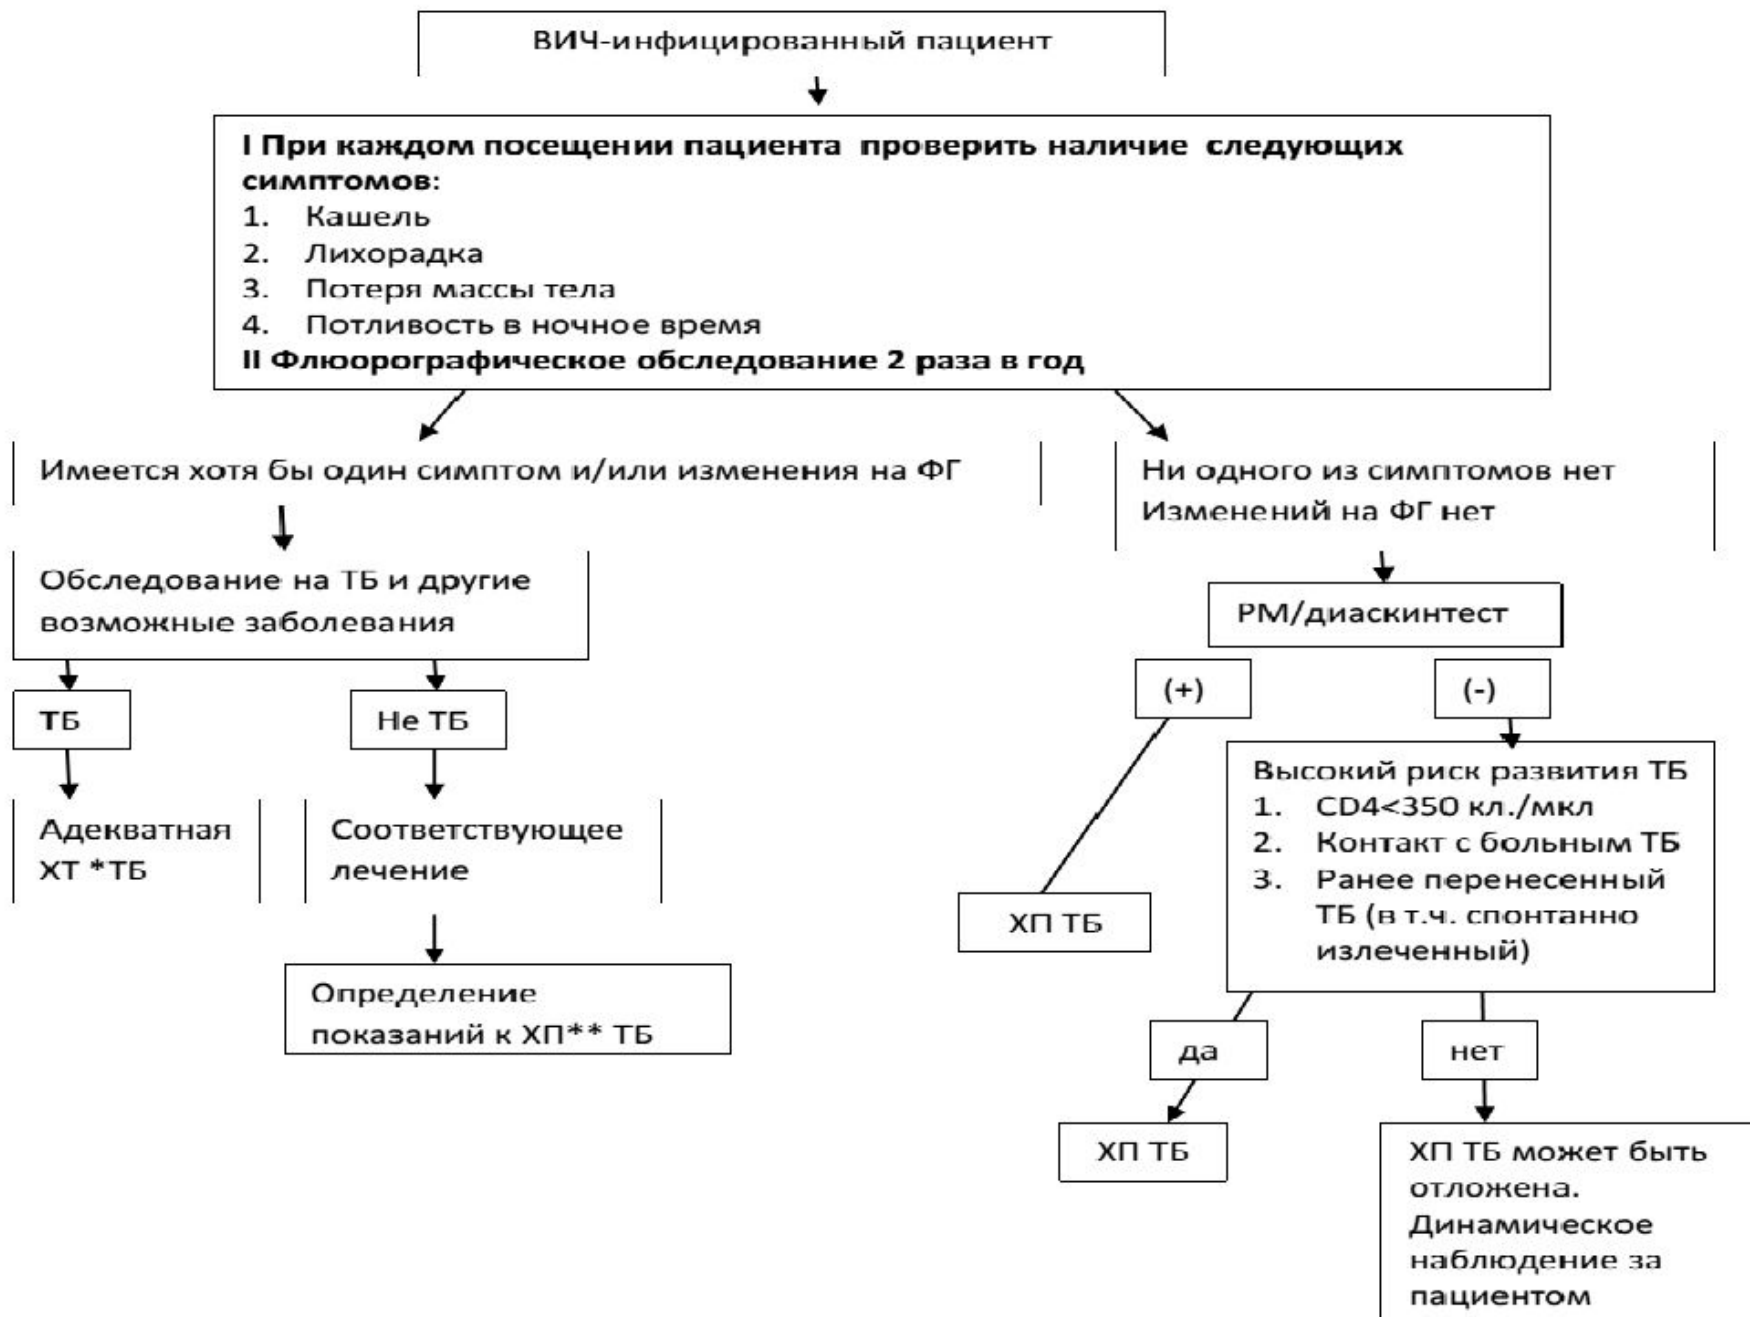 ВИЧ-инфицированный пациент
I При каждом посещении пациента проверить наличие следующих
симптомов:
1. Кашель
2. Лихорадка
3. Потеря массы тела
4. Потливость в ночное время
II Флюорографическое обследование 2 раза в год
Имеется хотя бы один симптом и/или изменения на ФГ
Ни одного из симптомов нет
Изменений на ФГ нет
Обследование на ТБ и другие
возможные заболевания
РМ/диаскинтест
ТБ
Не ТБ
(+)
(-)
Адекватная
ХТ *ТБ
Соответствующее
лечение
Высокий риск развития ТБ
1. CD4<350 кл./мкл
2. Контакт с больным ТБ
3. Ранее перенесенный
ТБ (в т.ч. спонтанно
излеченный)
ХП ТБ
Определение
показаний к ХП** ТБ
да
нет
ХП ТБ
ХП ТБ может быть
отложена.
Динамическое
наблюдение за
пациентом